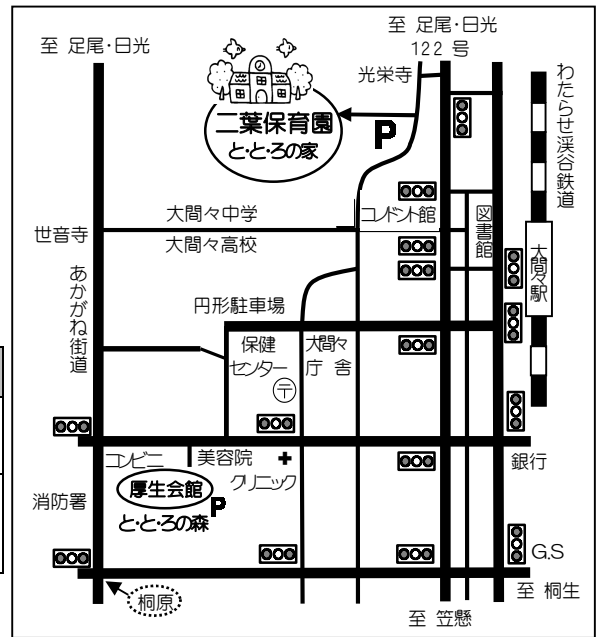 至 足尾・日光
至 足尾・日光
122 号
光栄寺
わたらせ渓谷鉄道
二葉保育園
と・と・ろの家
P
大間々中学
コノドント館
図書館
世音寺
大間々高校
大間々駅
あかがね街道
円形駐車場
保健
センター
〒
大間々
庁 舎
コンビニ
美容院
クリニック
銀行
厚生会館
P
と・と・ろの森
消防署
G.S
桐原
至 桐生
至 笠懸